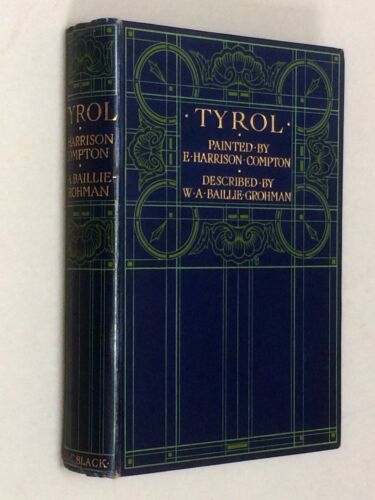 TYROL
HARRISON
COMPTON
A BAILLIE-
GROHMAN
C BLACK
· TYROL ·
PAINTED · BY
E · HARRISON · COMPTON
DESCRIBED · BY
W · A · BAILLIE · GROHMAN